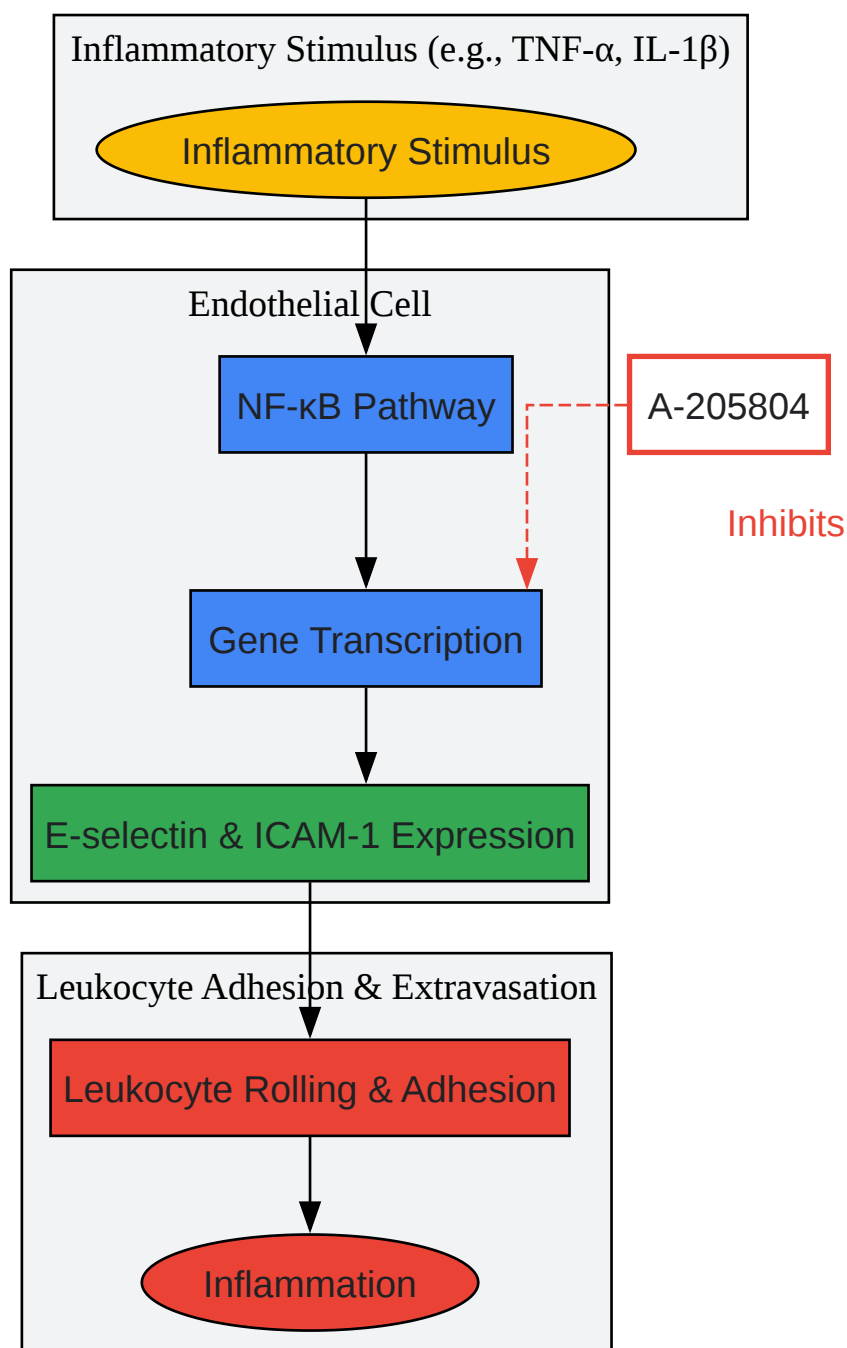 Inflammatory Stimulus (e.g., TNF-α, IL-1β)
Inflammatory Stimulus
Endothelial Cell
NF-κB Pathway
A-205804
Inhibits
Gene Transcription
E-selectin & ICAM-1 Expression
Leukocyte Adhesion & Extravasation
Leukocyte Rolling & Adhesion
Inflammation